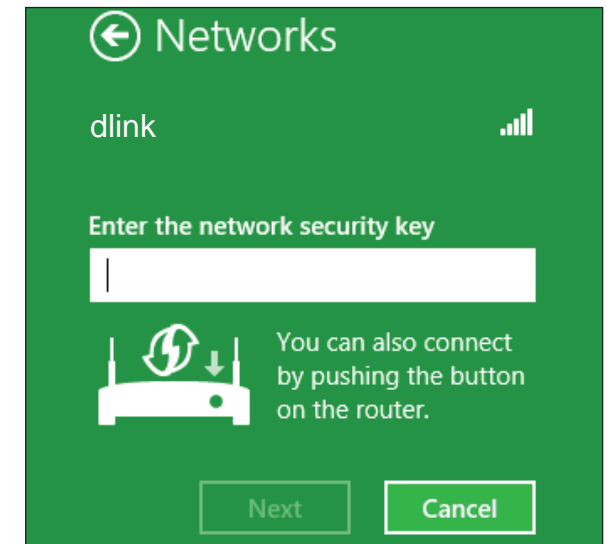 Networks
dlink
Enter the network security key
You can also connect
by pushing the button
on the router.
Next
Cancel